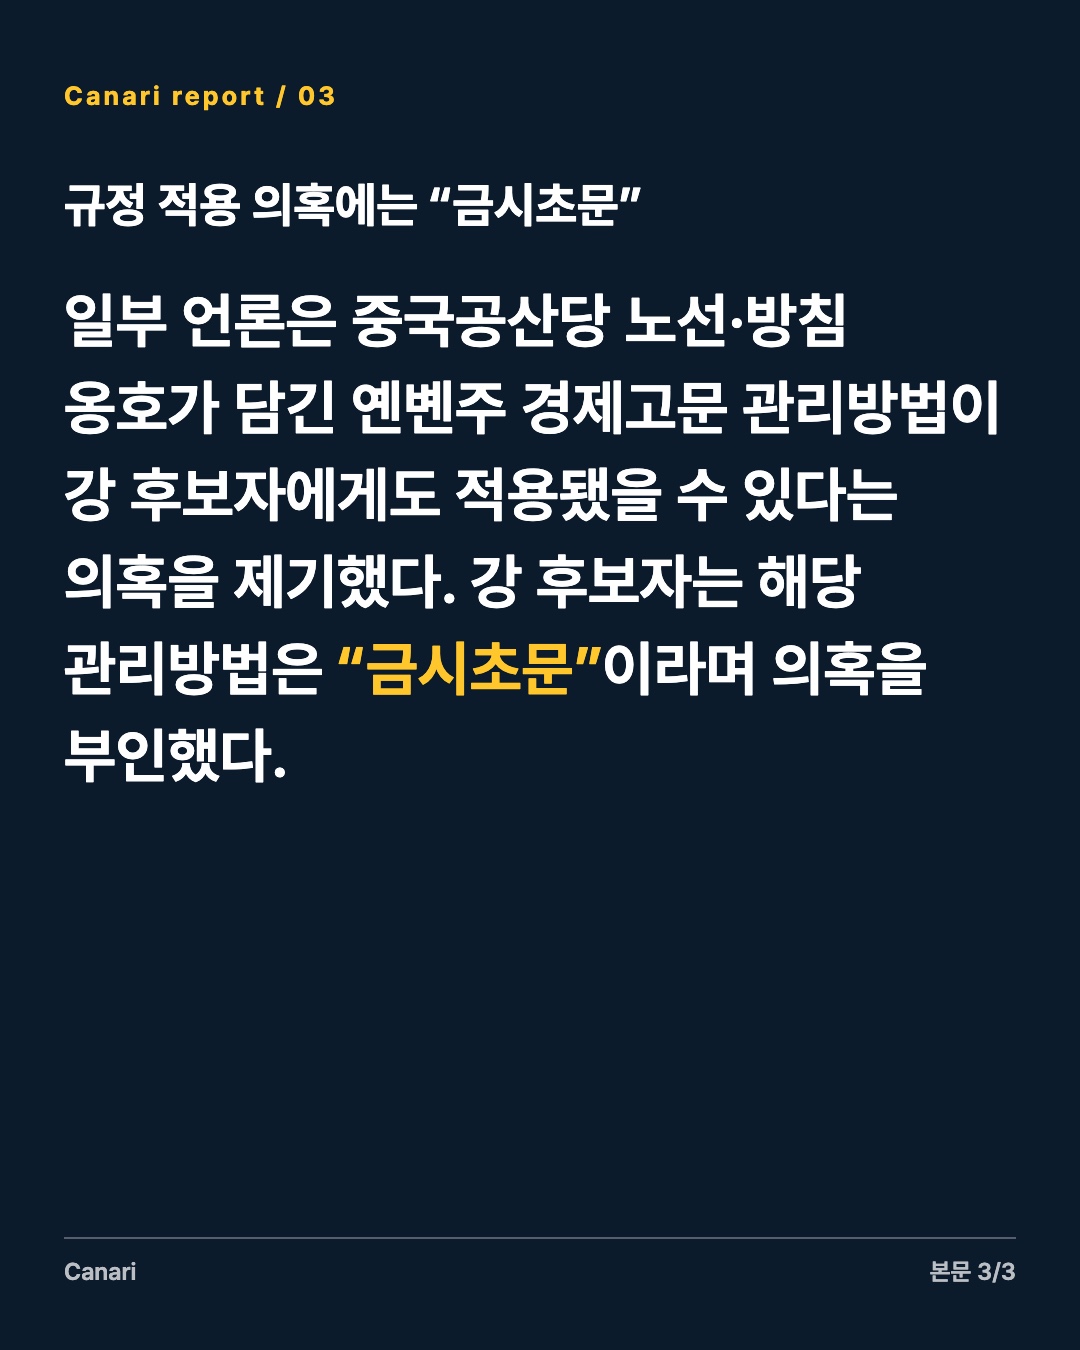 Canari report / 03
규정 적용 의혹에는 “금시초문”
일부 언론은 중국공산당 노선·방침
옹호가 담긴 옌볜주 경제고문 관리방법이
강 후보자에게도 적용됐을 수 있다는
의혹을 제기했다. 강 후보자는 해당
관리방법은 “금시초문”이라며 의혹을
부인했다.
Canari
본문 3/3